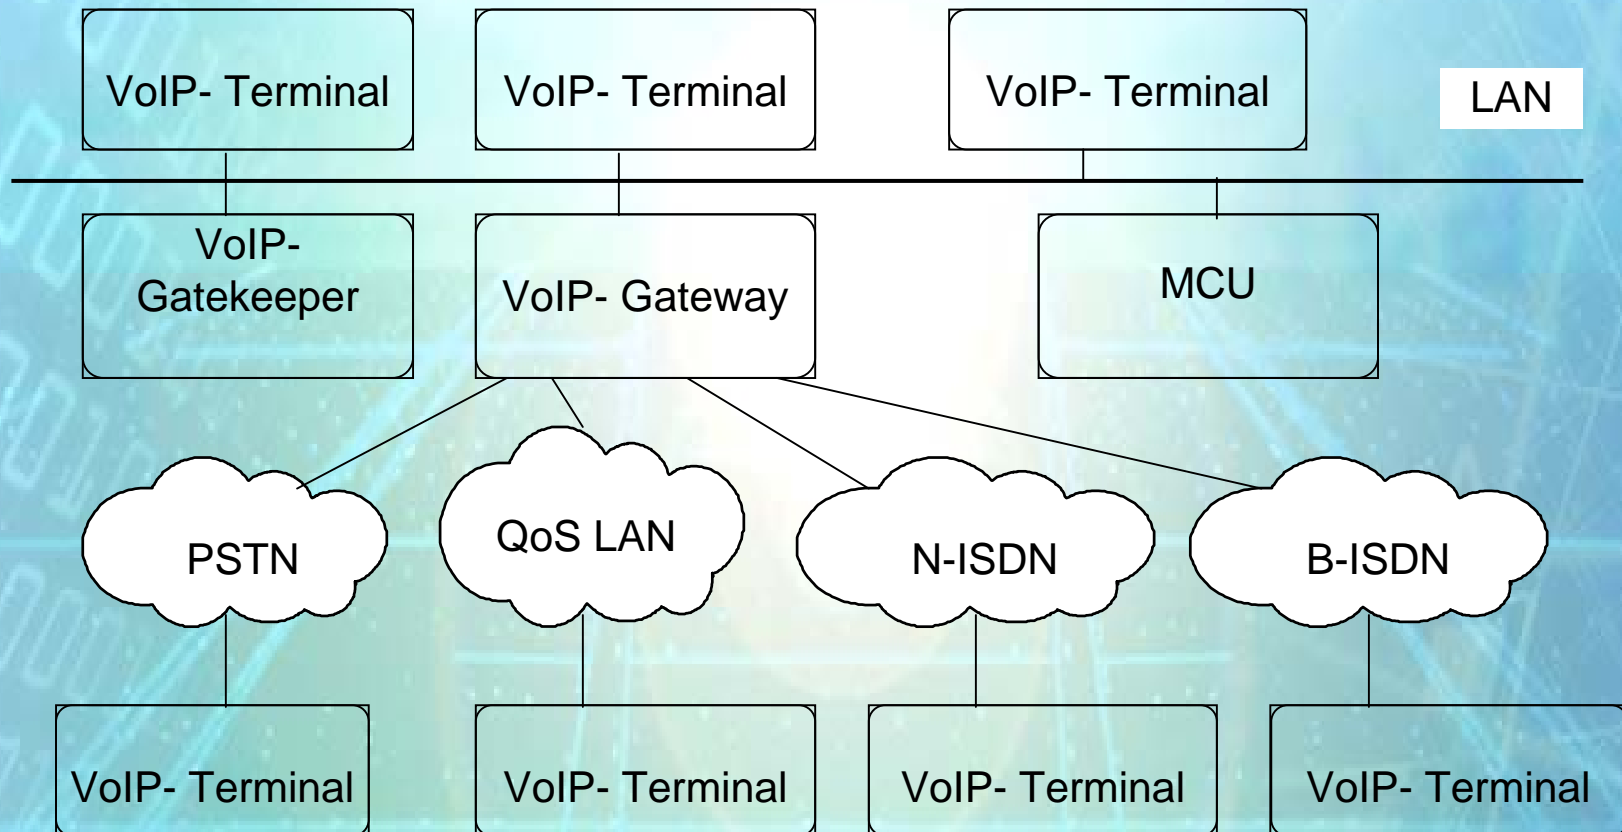 VoIP- Terminal
VoIP- Terminal
VoIP- Terminal
LAN
VoIP-
Gatekeeper
VoIP- Gateway
MCU
PSTN
QoS LAN
N-ISDN
B-ISDN
VoIP- Terminal
VoIP- Terminal
VoIP- Terminal
VoIP- Terminal